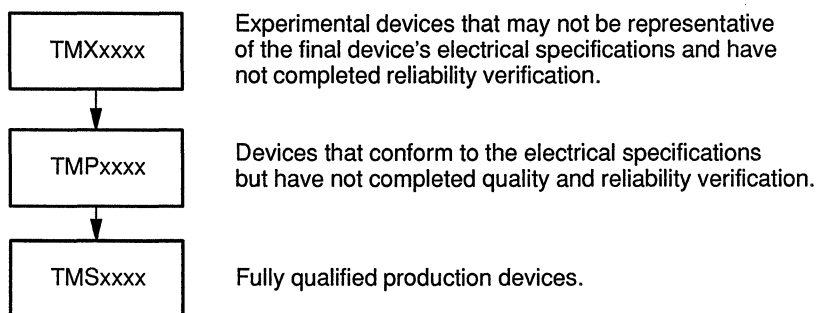 TMXxxxx
Experimental devices that may not be representative
of the final device's electrical specifications and have
not completed reliability verification.
TMPxxxx
Devices that conform to the electrical specifications
but have not completed quality and reliability verification.
TMSxxxx
Fully qualified production devices.